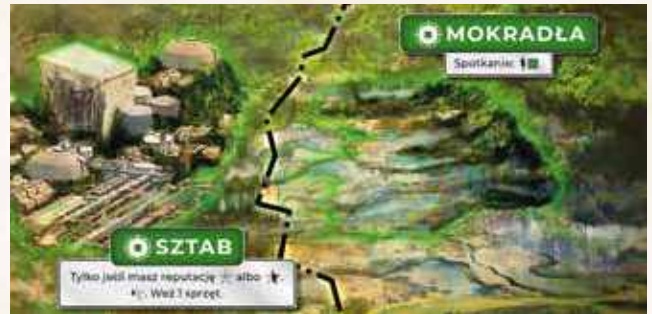 MOKRADŁA
Spotkanie:
SZTAB
Tylko jeśli masz reputację albo
Weź 1 sprzęt.